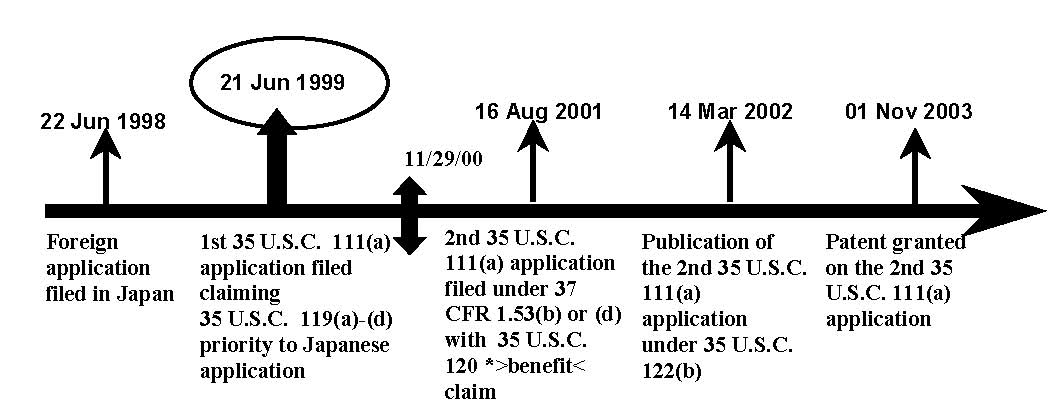 22 Jun 1998
21 Jun 1999
11/29/00
16 Aug 2001
14 Mar 2002
01 Nov 2003
Foreign
application
filed in Japan
1st 35 U.S.C. 111(a)
application filed
claiming
35 U.S.C. 119(a)-(d)
priority to Japanese
application
2nd 35 U.S.C.
111(a) application
filed under 37
CFR 1.53(b) or (d)
with 35 U.S.C.
120 *>benefit<
claim
Publication of
the 2nd 35 U.S.C.
111(a)
application
under 35 U.S.C.
122(b)
Patent granted
on the 2nd 35
U.S.C. 111(a)
application